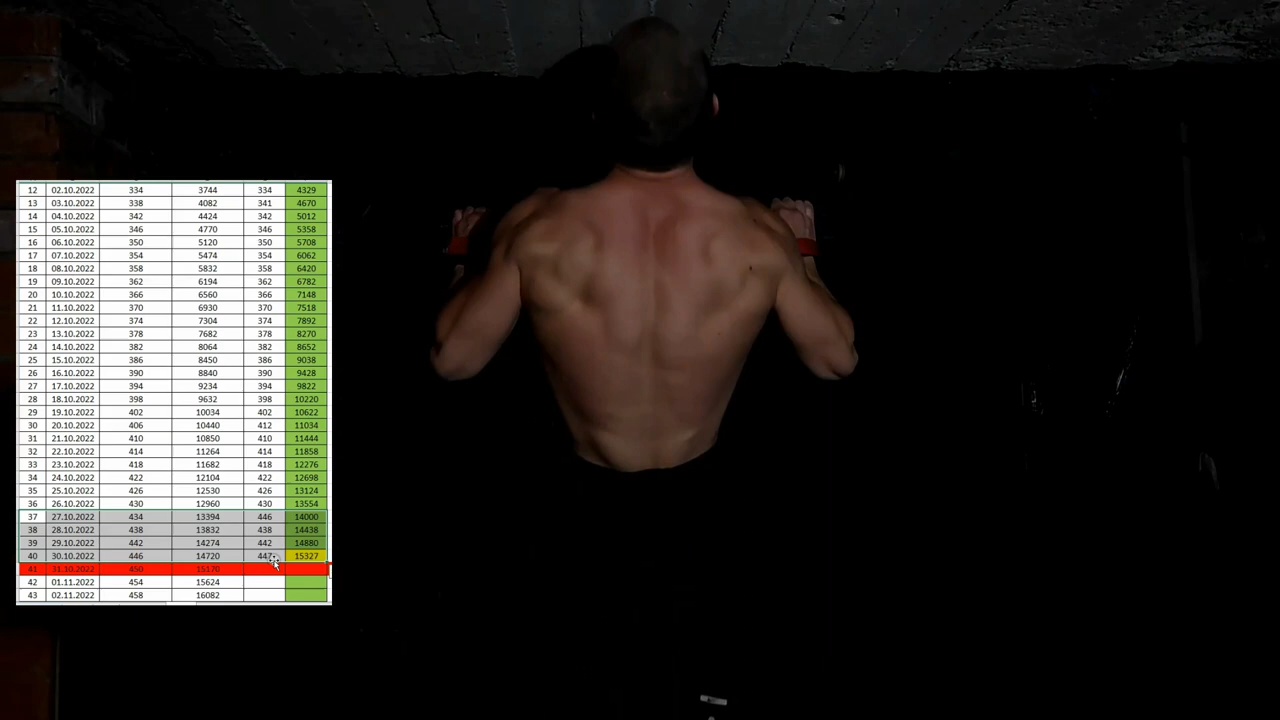 12 02.10.2022 334 3744 334 4329
13 03.10.2022 338 4082 341 4670
14 04.10.2022 342 4424 342 5012
15 05.10.2022 346 4770 346 5358
16 06.10.2022 350 5120 350 5708
17 07.10.2022 354 5474 354 6062
18 08.10.2022 358 5832 358 6420
19 09.10.2022 362 6194 362 6782
20 10.10.2022 366 6560 366 7148
21 11.10.2022 370 6930 370 7518
22 12.10.2022 374 7304 374 7892
23 13.10.2022 378 7682 378 8270
24 14.10.2022 382 8064 382 8652
25 15.10.2022 386 8450 386 9038
26 16.10.2022 390 8840 390 9428
27 17.10.2022 394 9234 394 9822
28 18.10.2022 398 9632 398 10220
29 19.10.2022 402 10034 402 10622
30 20.10.2022 406 10440 412 11034
31 21.10.2022 410 10850 410 11444
32 22.10.2022 414 11264 414 11858
33 23.10.2022 418 11682 418 12276
34 24.10.2022 422 12104 422 12698
35 25.10.2022 426 12530 426 13124
36 26.10.2022 430 12960 430 13554
37 27.10.2022 434 13394 446 14000
38 28.10.2022 438 13832 438 14438
39 29.10.2022 442 14274 442 14880
40 30.10.2022 446 14720 447 15327
41 31.10.2022 450 15170
42 01.11.2022 454 15624
43 02.11.2022 458 16082